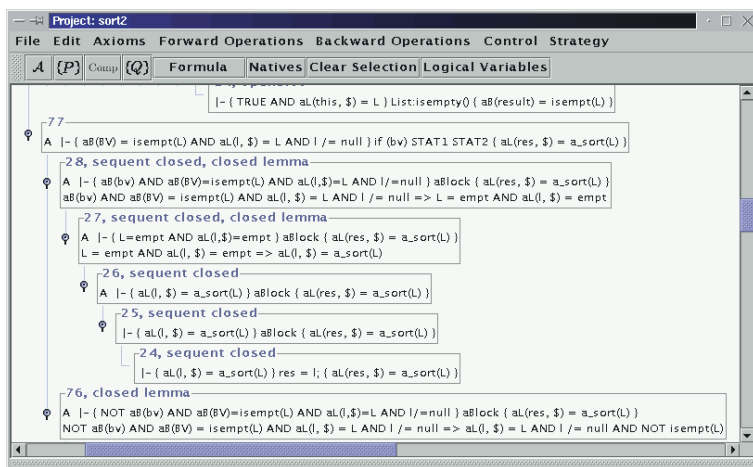 Project: sort2
File Edit Axioms Forward Operations Backward Operations Control Strategy
A {P} Comp {Q} Formula Natives Clear Selection Logical Variables
|- { TRUE AND aL(this, $) = L } List:isempty() { aB(result) = isempt(L) }
77
A |- { aB(BV) = isempt(L) AND aL(l, $) = L AND l /= null } if (bv) STAT1 STAT2 { aL(res, $) = a_sort(L) }
28, sequent closed, closed lemma
A |- { aB(bv) AND aB(BV)=isempt(L) AND aL(l,$)=L AND l/=null } aBlock { aL(res, $) = a_sort(L) }
aB(bv) AND aB(BV) = isempt(L) AND aL(l, $) = L AND l /= null => L = empt AND aL(l, $) = empt
27, sequent closed, closed lemma
A |- { L=empt AND aL(l,$)=empt } aBlock { aL(res, $) = a_sort(L) }
L = empt AND aL(l, $) = empt => aL(l, $) = a_sort(L)
26, sequent closed
A |- { aL(l, $) = a_sort(L) } aBlock { aL(res, $) = a_sort(L) }
25, sequent closed
|- { aL(l, $) = a_sort(L) } aBlock { aL(res, $) = a_sort(L) }
24, sequent closed
|- { aL(l, $) = a_sort(L) } res = l; { aL(res, $) = a_sort(L) }
76, closed lemma
A |- { NOT aB(bv) AND aB(BV)=isempt(L) AND aL(l,$)=L AND l/=null } aBlock { aL(res, $) = a_sort(L) }
NOT aB(bv) AND aB(BV) = isempt(L) AND aL(l, $) = L AND l /= null => aL(l, $) = L AND l /= null AND NOT isempt(L)